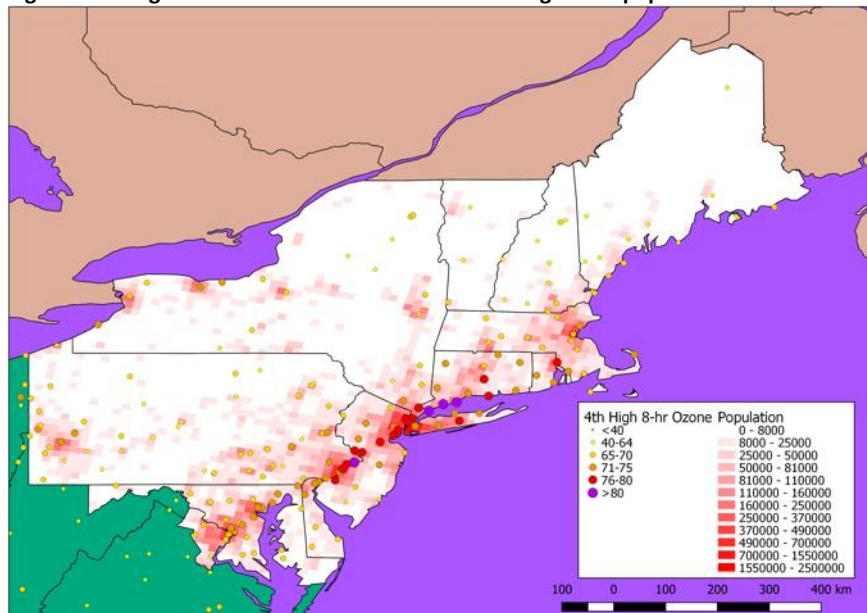 4th High 8-hr Ozone Population
<40 0 - 8000
40-64 8000 - 25000
65-70 25000 - 50000
71-75 50000 - 81000
76-80 81000 - 110000
>80 110000 - 160000
160000 - 250000
250000 - 370000
370000 - 490000
490000 - 700000
700000 - 1550000
1550000 - 2500000
100 0 100 200 300 400 km